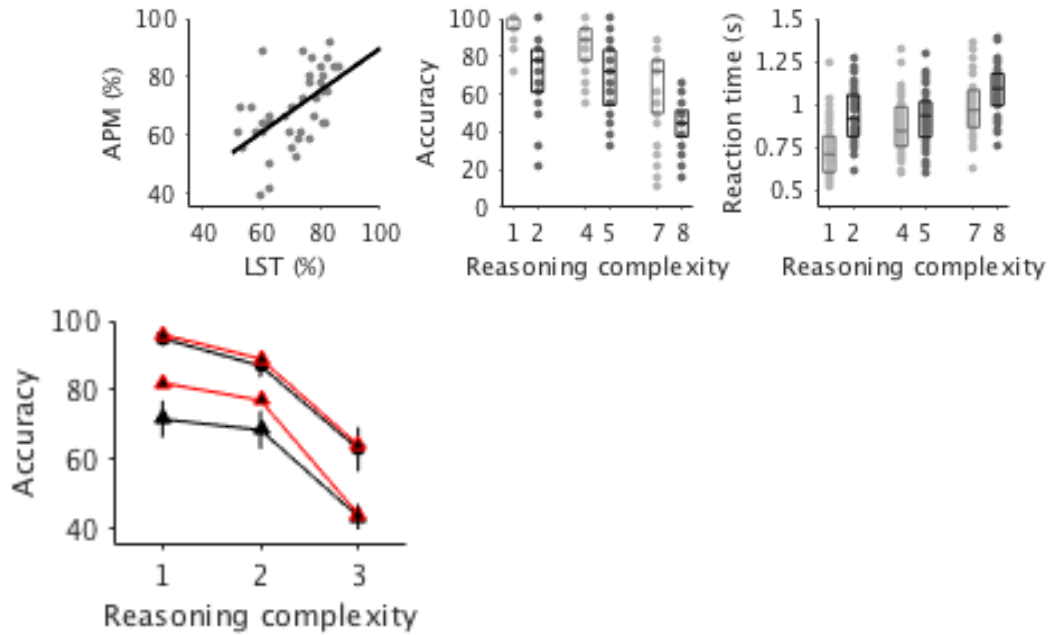 APM (%)
100
80
60
40
40 60 80 100
LST (%)
Accuracy
100
80
60
40
20
0
1 2 4 5 7 8
Reasoning complexity
Reaction time (s)
1.5
1.25
1
0.75
0.5
1 2 4 5 7 8
Reasoning complexity
Accuracy
100
80
60
40
1 2 3
Reasoning complexity